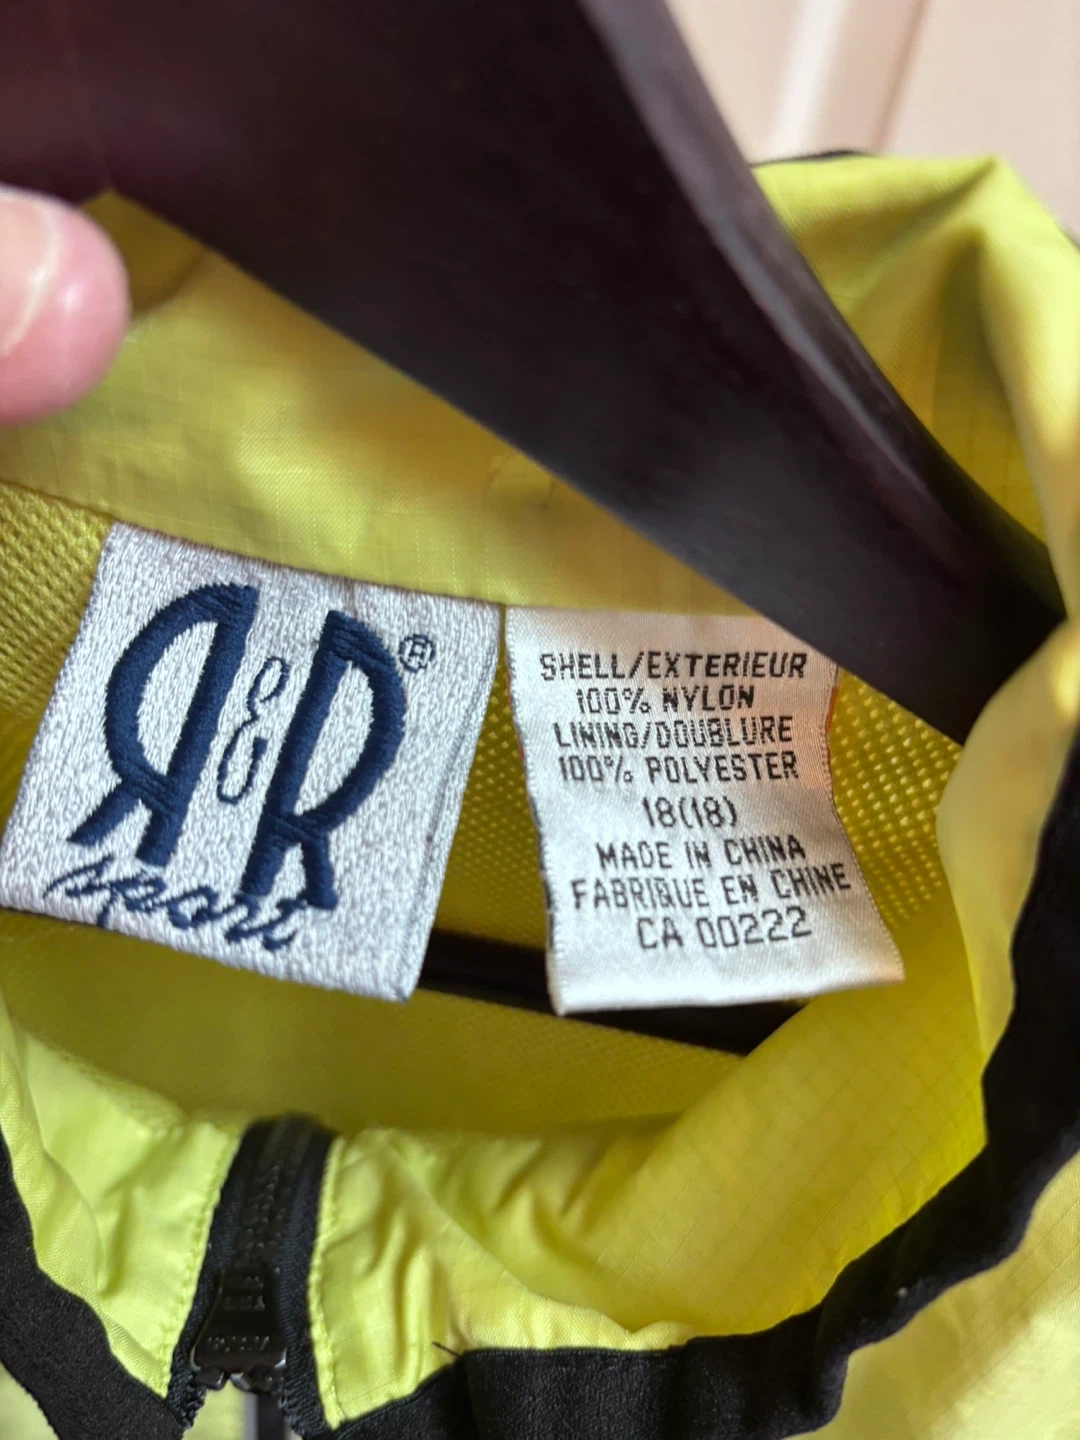 R&R®
sport
SHELL/EXTERIEUR
100% NYLON
LINING/DOUBLURE
100% POLYESTER
18(18)
MADE IN CHINA
FABRIQUE EN CHINE
CA 00222